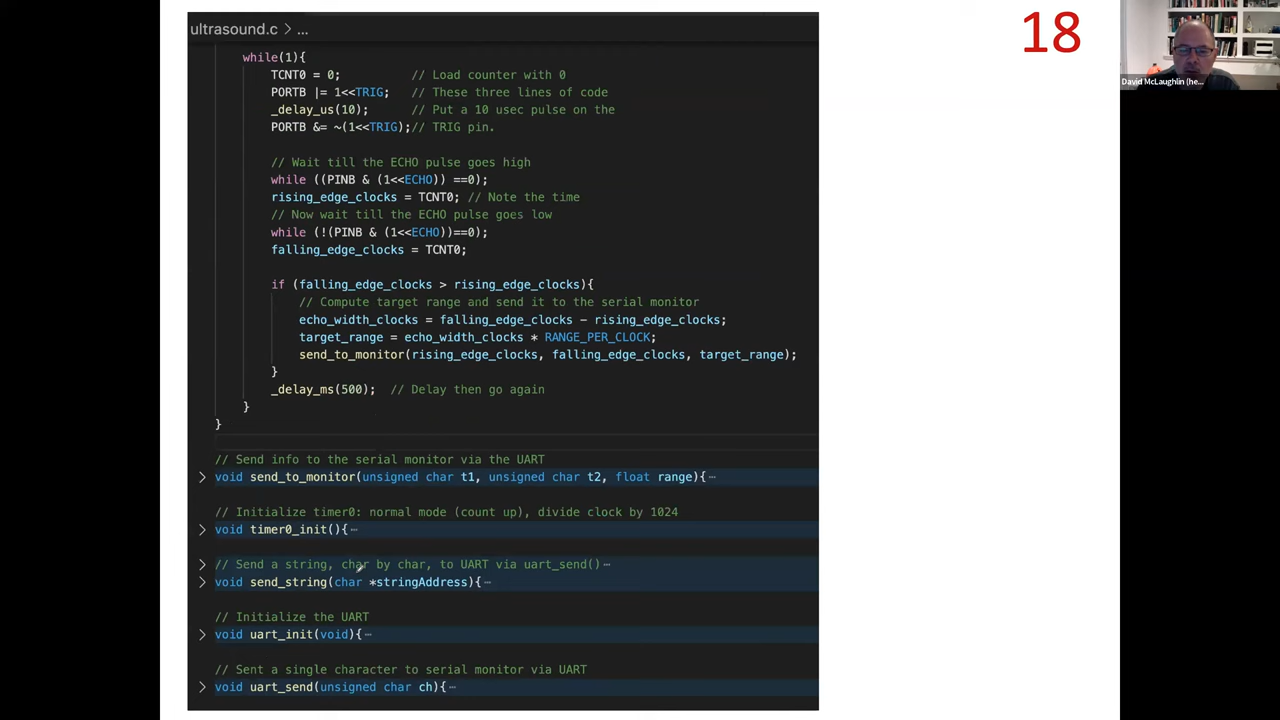 ultrasound.c > ...
18
David McLaughlin (he...
while(1){
TCNT0 = 0; // Load counter with 0
PORTB |= 1<<TRIG; // These three lines of code
_delay_us(10); // Put a 10 usec pulse on the
PORTB &= ~(1<<TRIG);// TRIG pin.
// Wait till the ECHO pulse goes high
while ((PINB & (1<<ECHO)) ==0);
rising_edge_clocks = TCNT0; // Note the time
// Now wait till the ECHO pulse goes low
while (!(PINB & (1<<ECHO))==0);
falling_edge_clocks = TCNT0;
if (falling_edge_clocks > rising_edge_clocks){
// Compute target range and send it to the serial monitor
echo_width_clocks = falling_edge_clocks - rising_edge_clocks;
target_range = echo_width_clocks * RANGE_PER_CLOCK;
send_to_monitor(rising_edge_clocks, falling_edge_clocks, target_range);
}
_delay_ms(500); // Delay then go again
}
}
// Send info to the serial monitor via the UART
void send_to_monitor(unsigned char t1, unsigned char t2, float range){ ...
// Initialize timer0: normal mode (count up), divide clock by 1024
void timer0_init(){ ...
// Send a string, char by char, to UART via uart_send() ...
void send_string(char *stringAddress){ ...
// Initialize the UART
void uart_init(void){ ...
// Sent a single character to serial monitor via UART
void uart_send(unsigned char ch){ ...